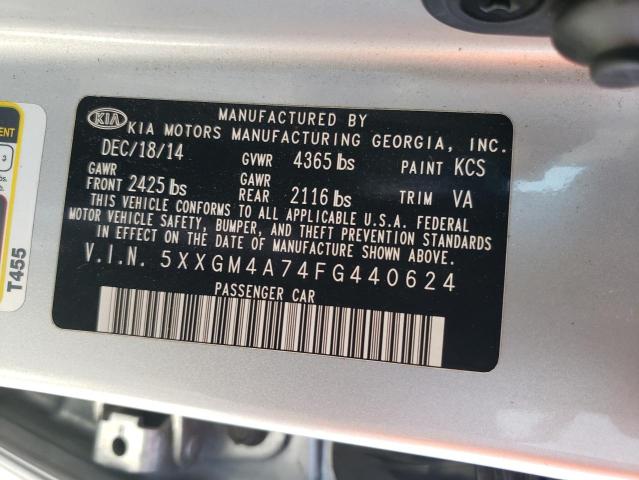 MANUFACTURED BY
KIA KIA MOTORS MANUFACTURING GEORGIA, INC.
DEC/18/14 GVWR 4365 lbs PAINT KCS
GAWR FRONT 2425 lbs GAWR REAR 2116 lbs TRIM VA
THIS VEHICLE CONFORMS TO ALL APPLICABLE U.S.A. FEDERAL
MOTOR VEHICLE SAFETY, BUMPER, AND THEFT PREVENTION STANDARDS
IN EFFECT ON THE DATE OF MANUFACTURE SHOWN ABOVE.
V.I.N. 5XXGM4A74FG440624
PASSENGER CAR
3
T455